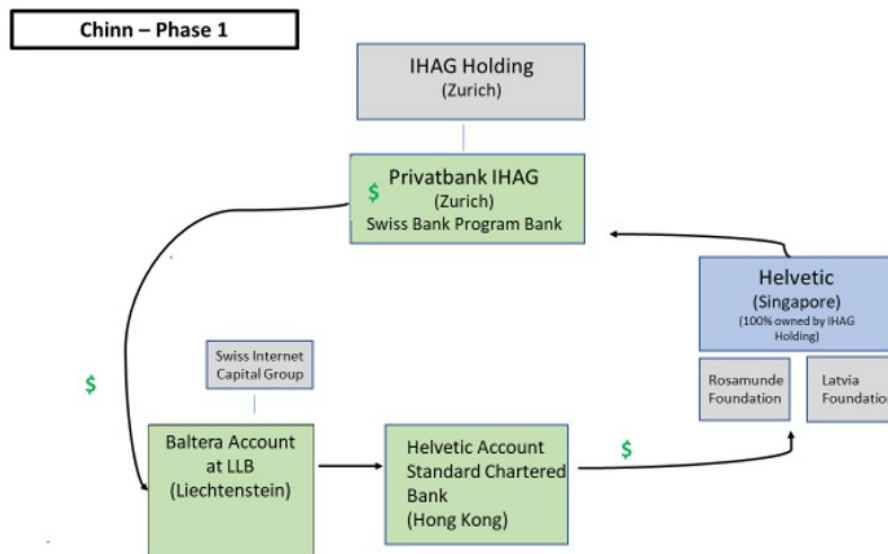 Chinn – Phase 1
IHAG Holding
(Zurich)
Privatbank IHAG
$
(Zurich)
Swiss Bank Program Bank
Helvetic
(Singapore)
(100% owned by IHAG
Holding)
Swiss Internet
Capital Group
$
Rosamunde
Foundation
Latvia
Foundation
Baltera Account
at LLB
(Liechtenstein)
Helvetic Account
Standard Chartered
Bank
(Hong Kong)
$